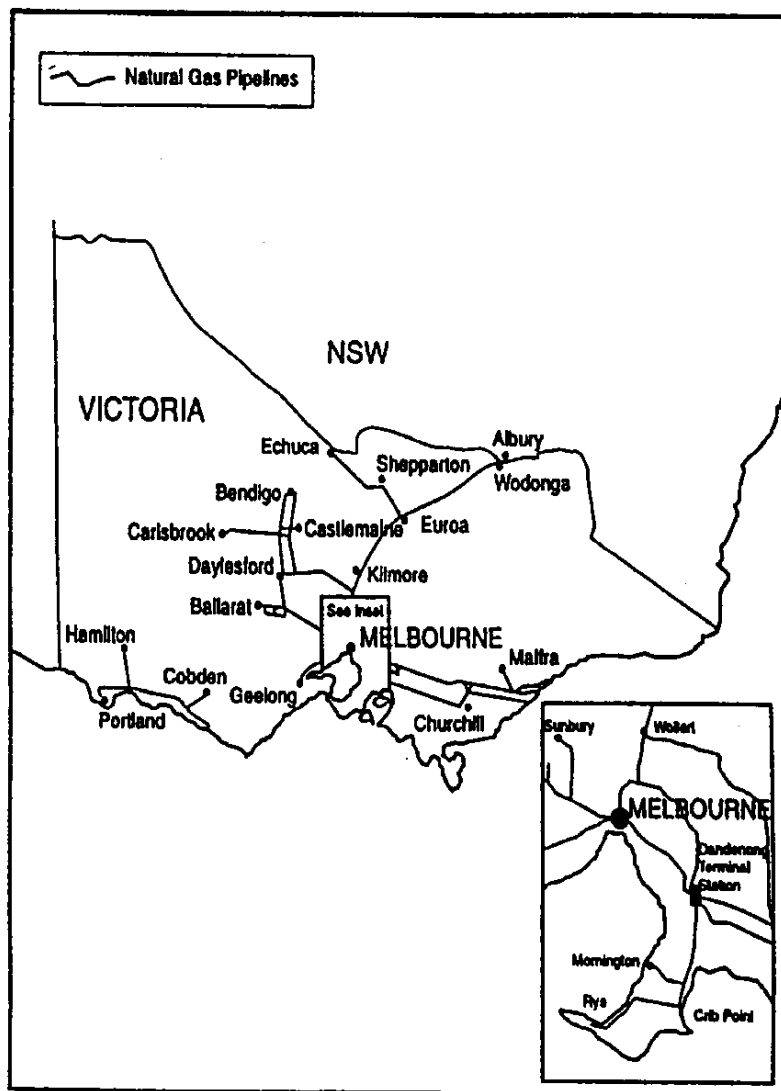 Natural Gas Pipelines
NSW
VICTORIA
Albury
Echuca
Shepparton
Wodonga
Bendigo
Castlemaine
Euroa
Carlsbrook
Daylesford
Kilmore
Ballarat
See Inset
Hamilton
MELBOURNE
Maltra
Cobden
Geelong
Portland
Churchill
Sunbury
Wollert
MELBOURNE
Dandenong
Terminal
Station
Mornington
Rye
Crib Point